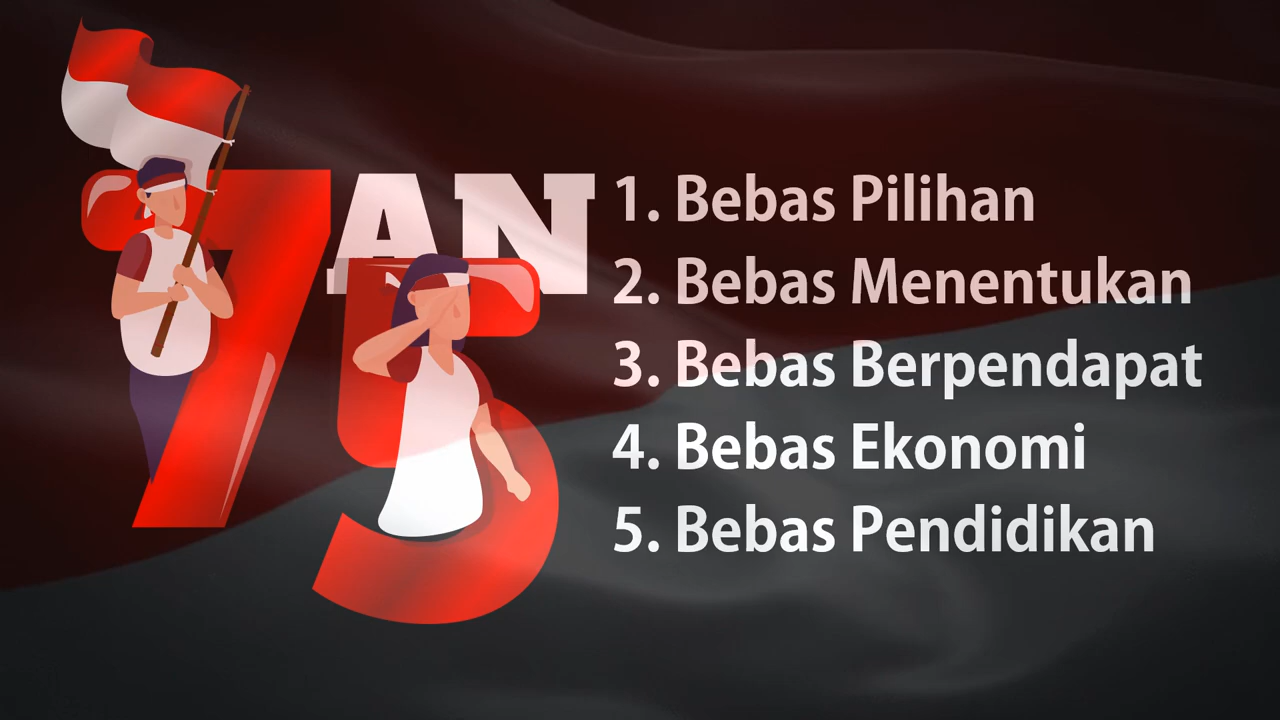 75
AN
1. Bebas Pilihan
2. Bebas Menentukan
3. Bebas Berpendapat
4. Bebas Ekonomi
5. Bebas Pendidikan